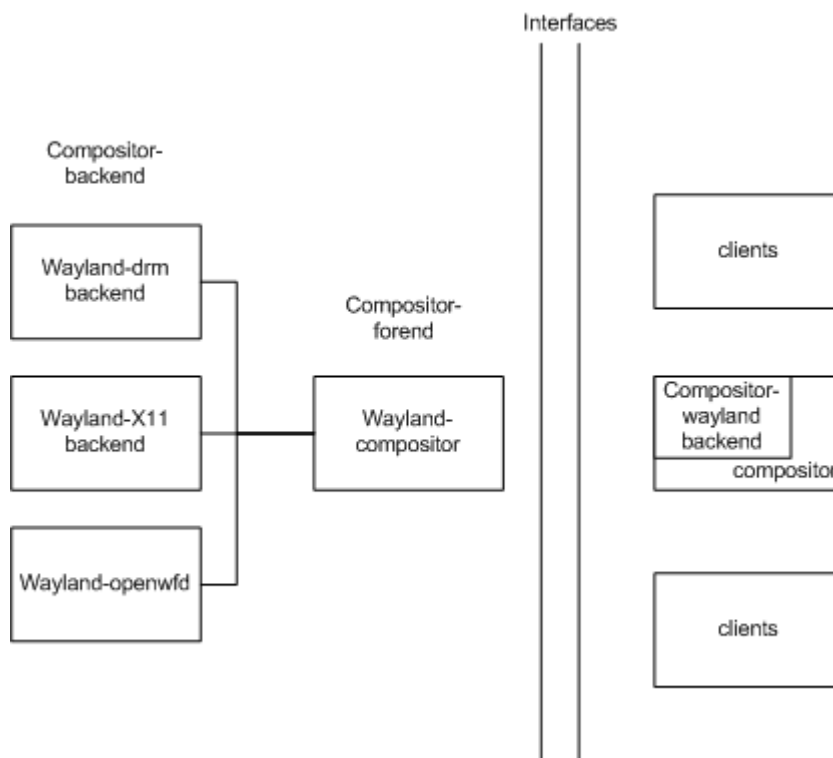 Interfaces
Compositor-
backend
Wayland-drm
backend
Compositor-
forend
Wayland-X11
backend
Wayland-
compositor
Wayland-openwfd
clients
Compositor-
wayland
backend
compositor
clients